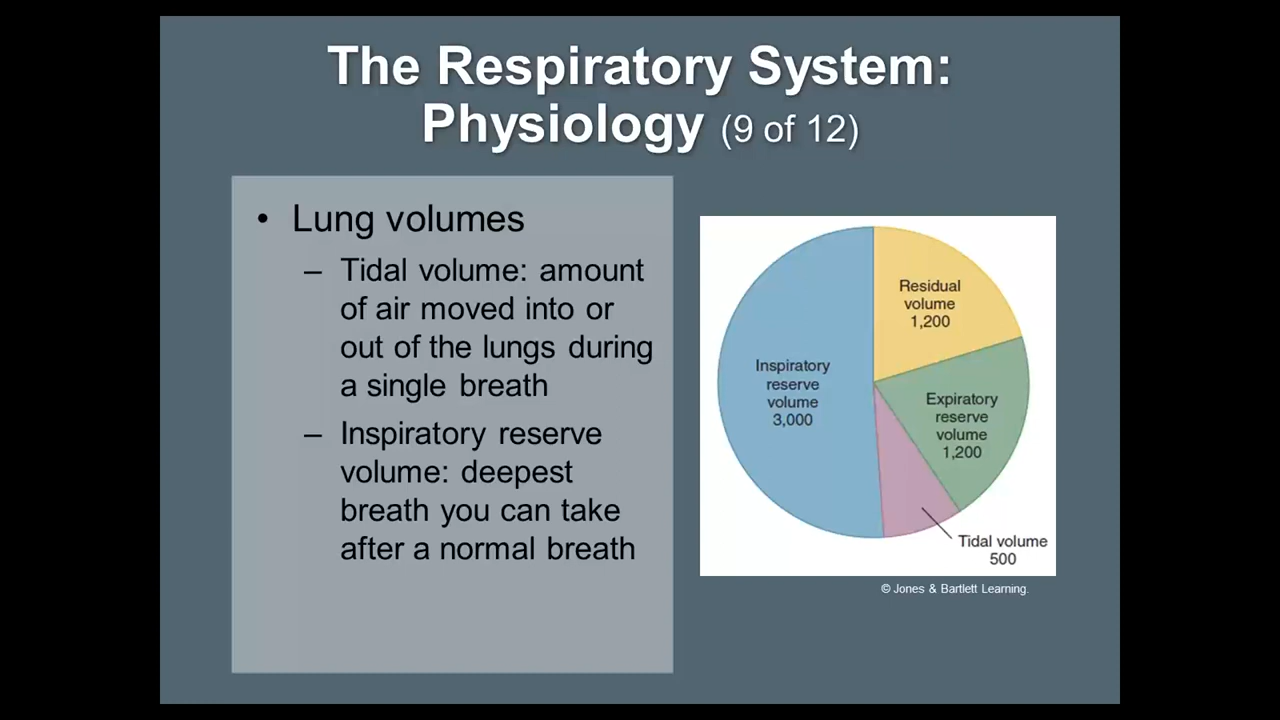 The Respiratory System:
Physiology (9 of 12)
• Lung volumes
– Tidal volume: amount
of air moved into or
out of the lungs during
a single breath
– Inspiratory reserve
volume: deepest
breath you can take
after a normal breath
Residual
volume
1,200
Inspiratory
reserve
volume
3,000
Expiratory
reserve
volume
1,200
Tidal volume
500
© Jones & Bartlett Learning.